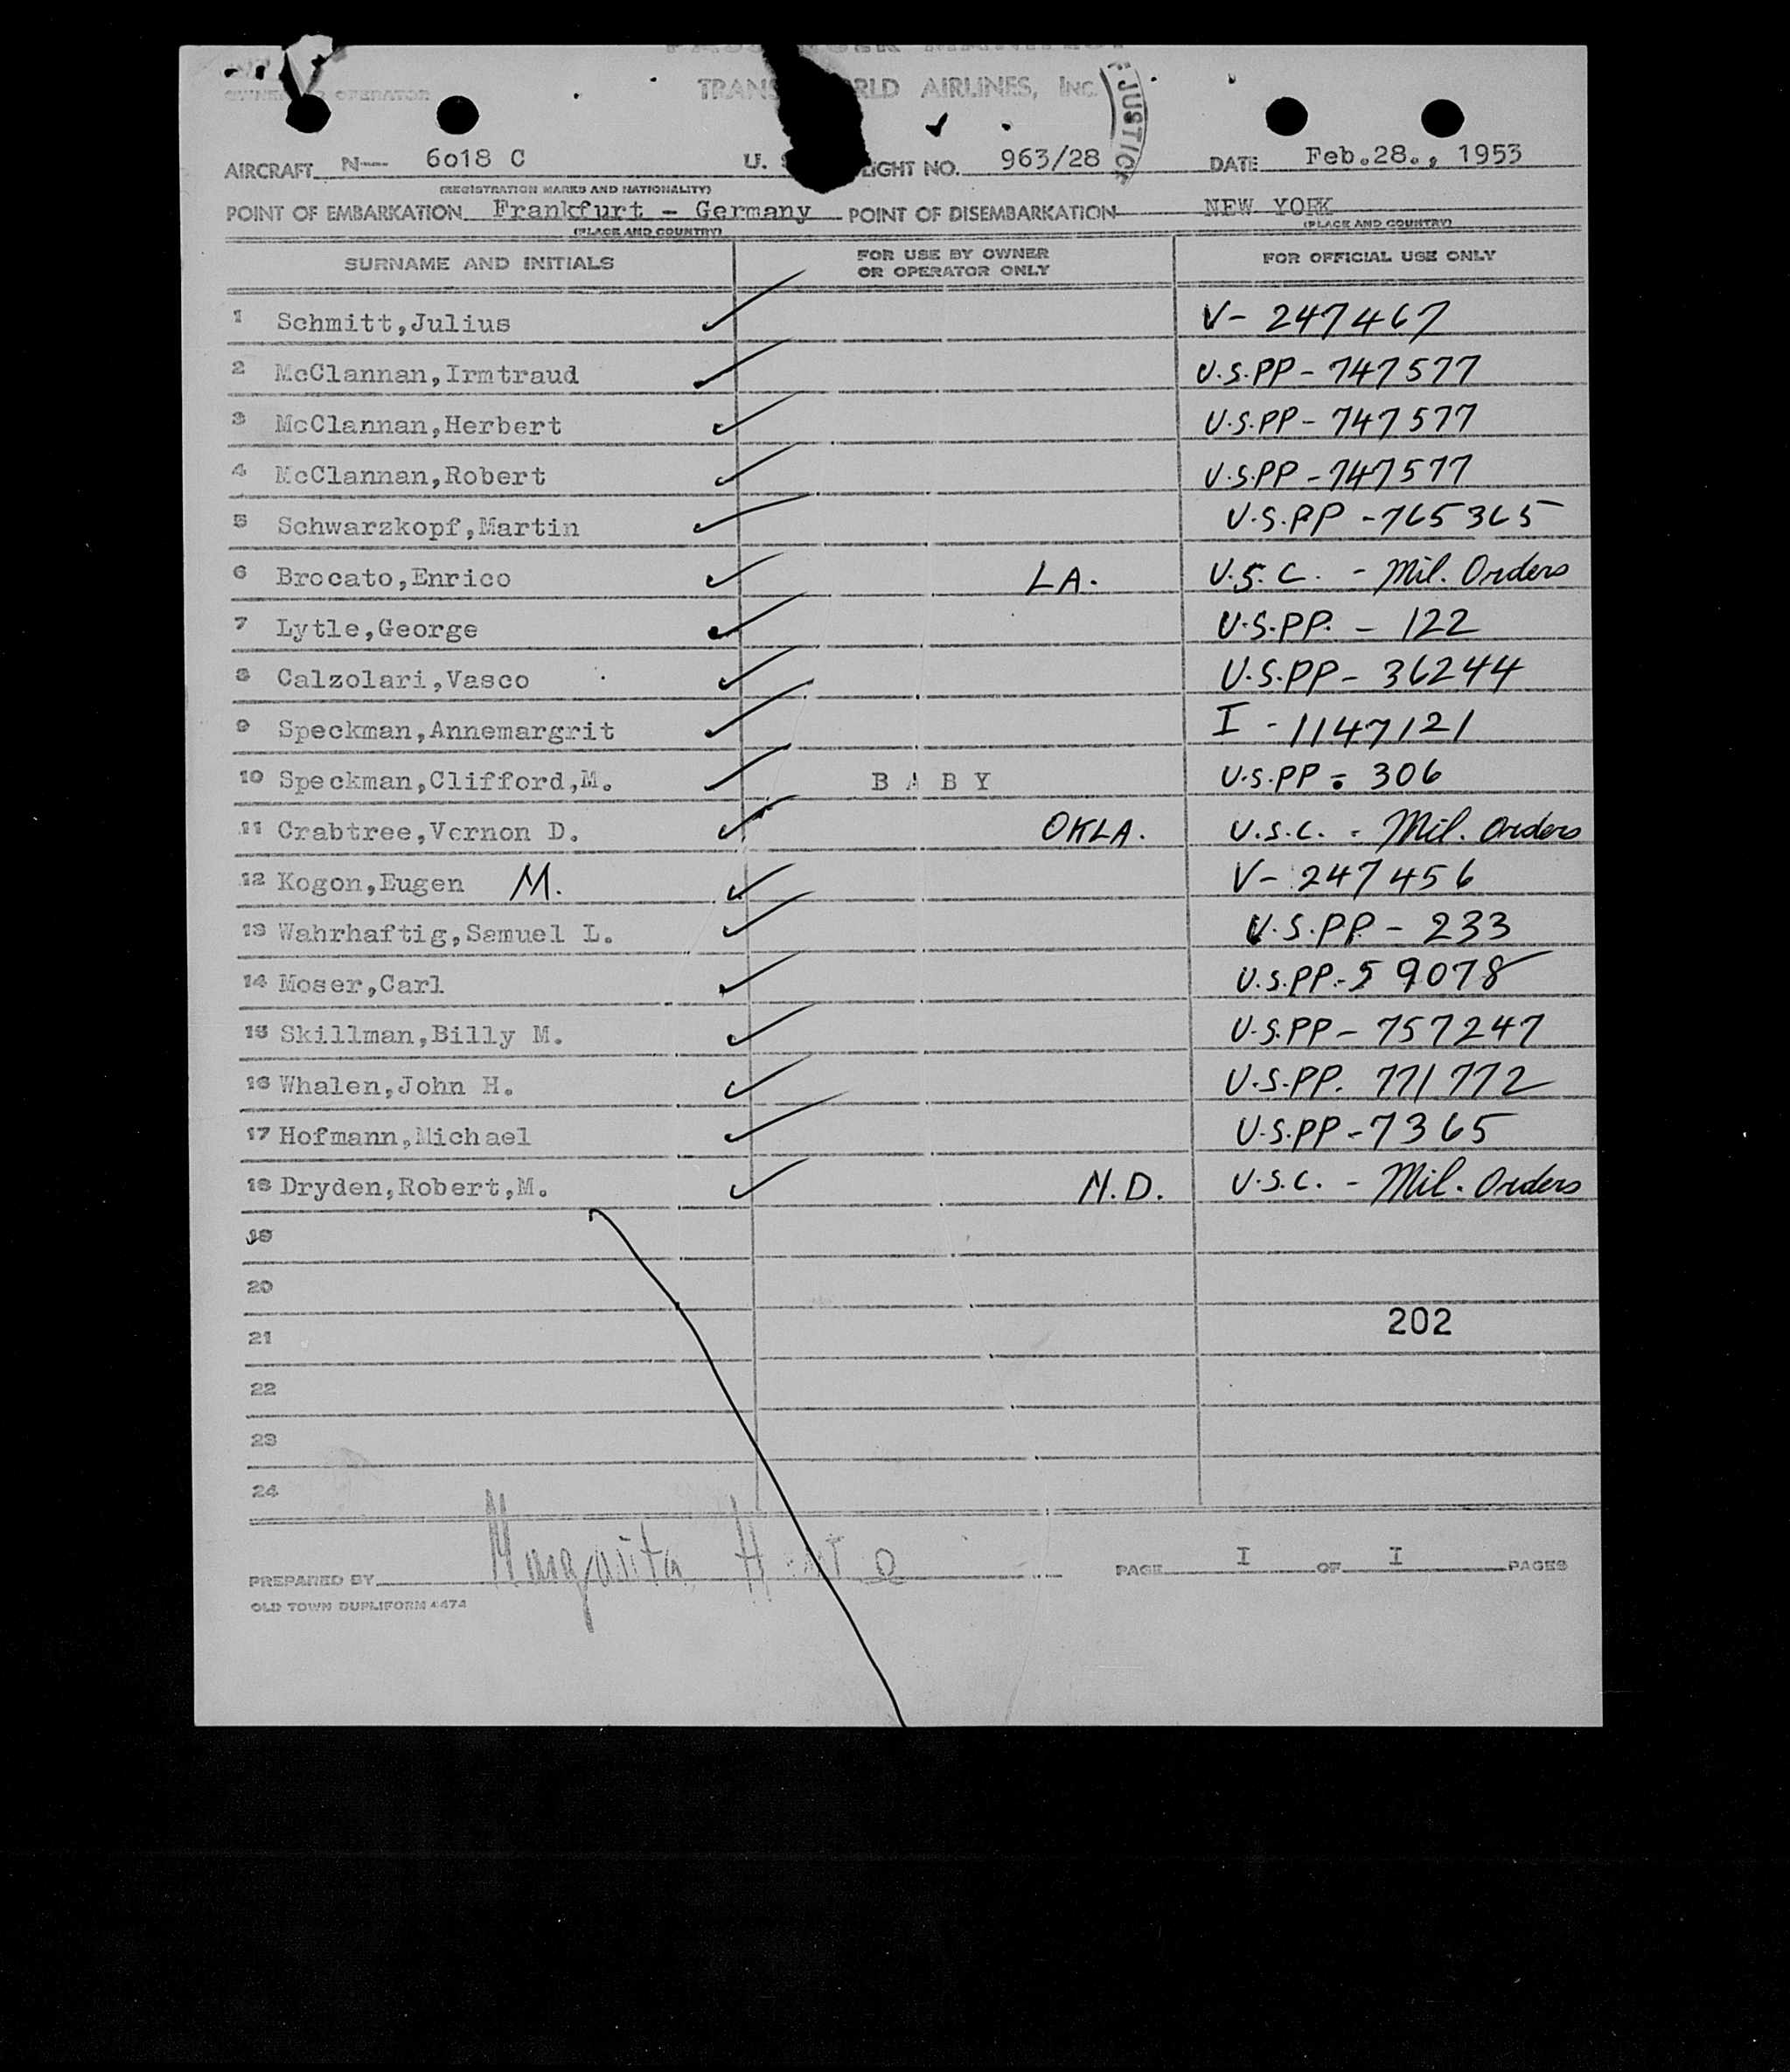 TRANS WORLD AIRLINES, INC.
JUSTICE
AIRCRAFT N— 6018 C U. S FLIGHT NO. 963/28 DATE Feb.28., 1953
(REGISTRATION MARKS AND NATIONALITY)
POINT OF EMBARKATION Frankfurt - Germany POINT OF DISEMBARKATION NEW YORK
(PLACE AND COUNTRY) (PLACE AND COUNTRY)
SURNAME AND INITIALS FOR USE BY OWNER OR OPERATOR ONLY FOR OFFICIAL USE ONLY
1 Schmitt,Julius V- 247467
2 McClannan,Irmtraud U.S.PP - 747577
3 McClannan,Herbert U.S.PP - 747577
4 McClannan,Robert U.S.PP - 747577
5 Schwarzkopf,Martin U.S.PP - 765365
6 Brocato,Enrico LA. U.S.C. - Mil. Orders
7 Lytle,George U.S.PP. - 122
8 Calzolari,Vasco U.S.PP - 36244
9 Speckman,Annemargrit I - 1147121
10 Speckman,Clifford,M. B A B Y U.S.PP - 306
11 Crabtree,Vernon D. OKLA. U.S.C. - Mil. Orders
12 Kogon,Eugen M. V- 247456
13 Wahrhaftig,Samuel L. U.S.PP. - 233
14 Moser,Carl U.S.PP.-59078
15 Skillman,Billy M. U.S.PP - 757247
16 Whalen,John H. U.S.PP. 771772
17 Hofmann,Michael U.S.PP - 7365
18 Dryden,Robert,M. N.D. U.S.C. - Mil. Orders
19
20
202
21
22
23
24
PREPARED BY Margarita PAGE I OF I PAGES
OLD TOWN DUPLIFORM 4474